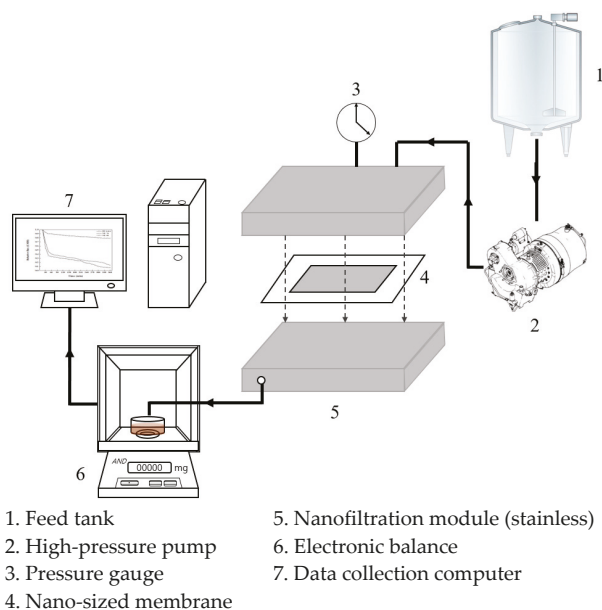 1
3
7
4
2
5
6
AND
00000 mg
1. Feed tank
2. High-pressure pump
3. Pressure gauge
4. Nano-sized membrane
5. Nanofiltration module (stainless)
6. Electronic balance
7. Data collection computer